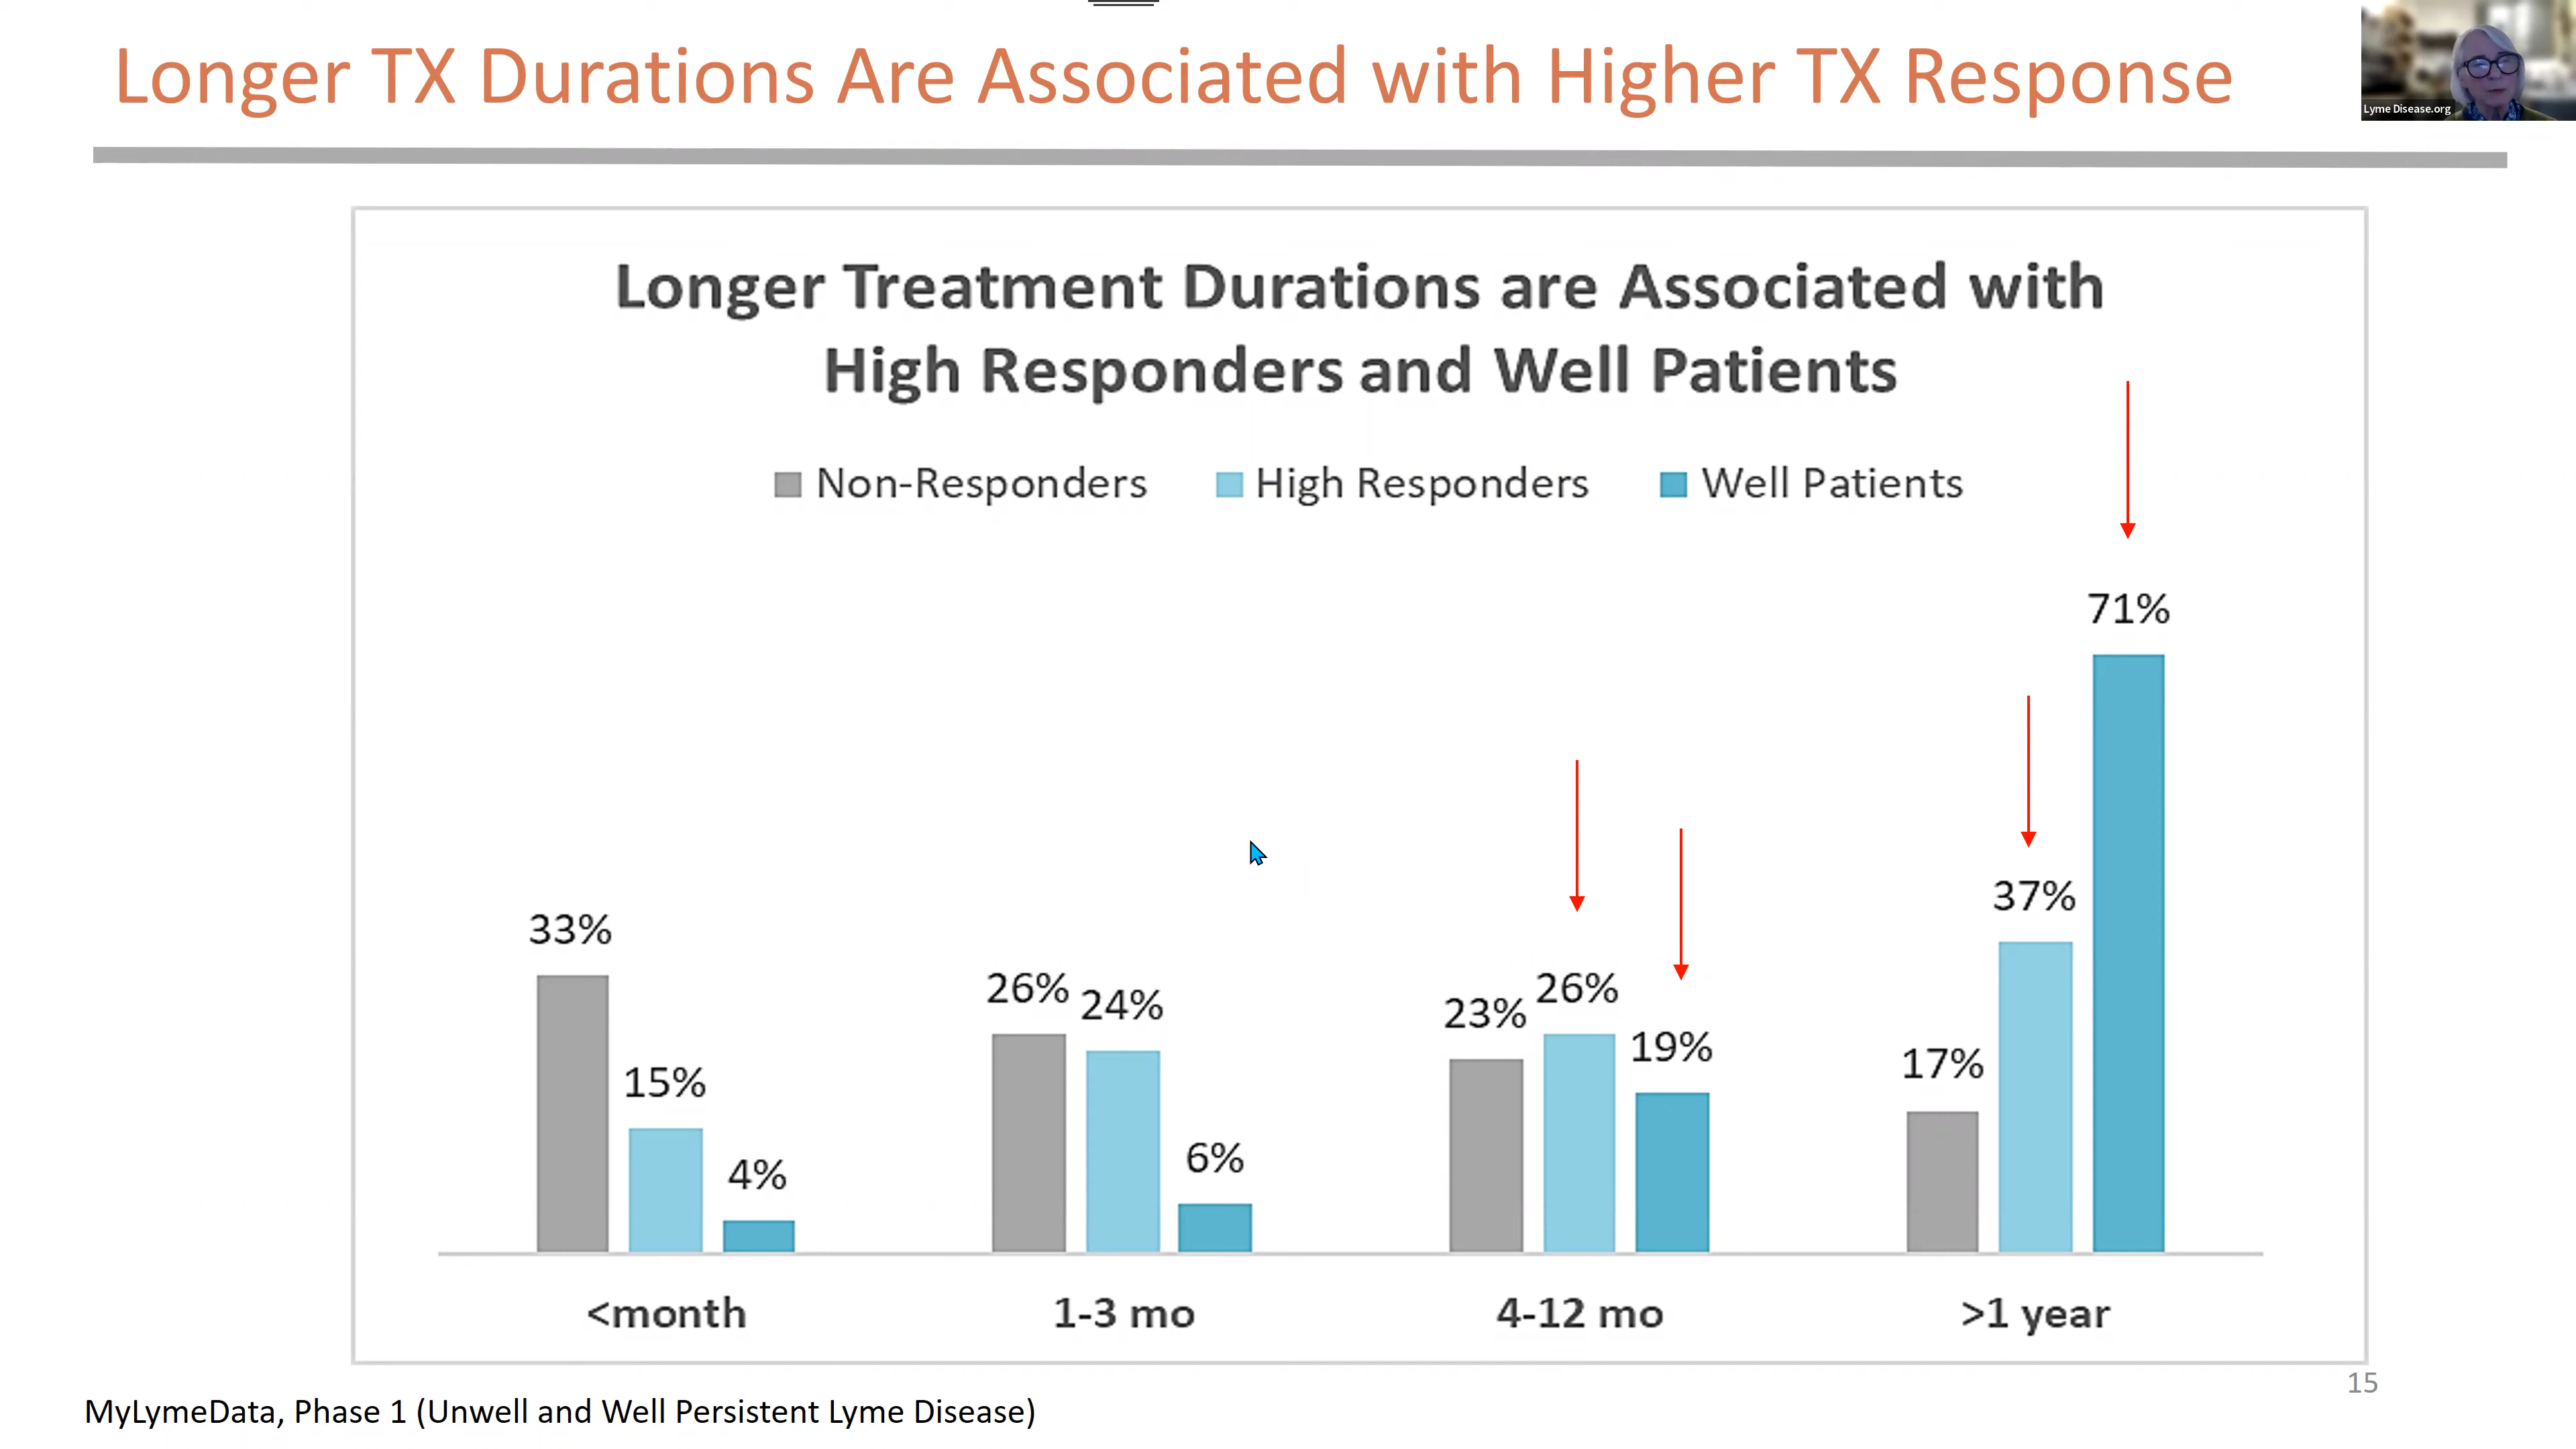 Longer TX Durations Are Associated with Higher TX Response
Lyme Disease.org
Longer Treatment Durations are Associated with
High Responders and Well Patients
Non-Responders High Responders Well Patients
33% 15% 4%
26% 24% 6%
23% 26% 19%
17% 37% 71%
<month 1-3 mo 4-12 mo >1 year
15
MyLymeData, Phase 1 (Unwell and Well Persistent Lyme Disease)